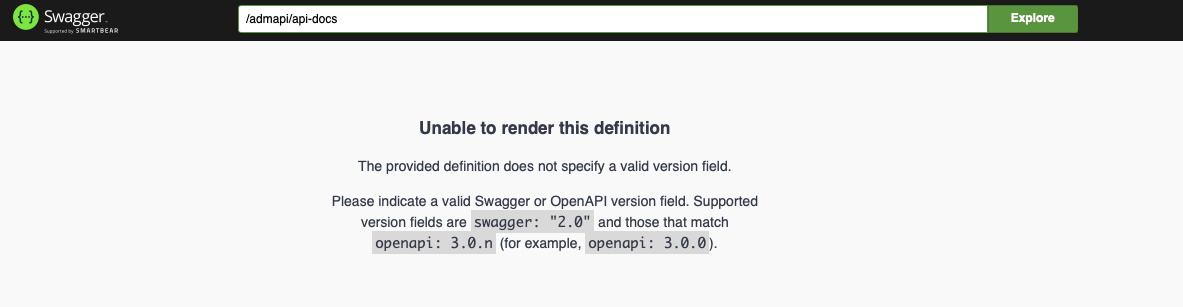 {···} Swagger.
Supported by SMARTBEAR
/admapi/api-docs
Explore
Unable to render this definition
The provided definition does not specify a valid version field.
Please indicate a valid Swagger or OpenAPI version field. Supported
version fields are swagger: "2.0" and those that match
openapi: 3.0.n (for example, openapi: 3.0.0).